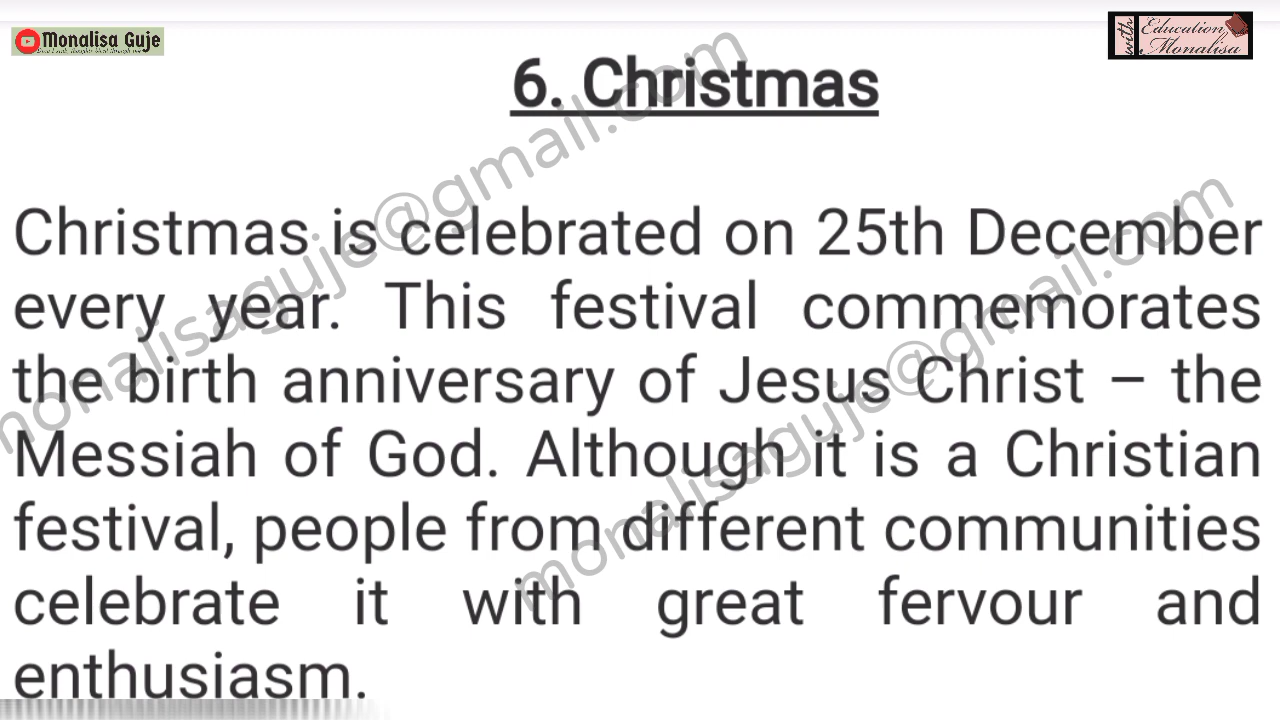 Monalisa Guje
with
Education
Monalisa
6. Christmas
Christmas is celebrated on 25th December
every year. This festival commemorates
the birth anniversary of Jesus Christ – the
Messiah of God. Although it is a Christian
festival, people from different communities
celebrate it with great fervour and
enthusiasm.
monalisaguje@gmail.com
monalisaguje@gmail.com